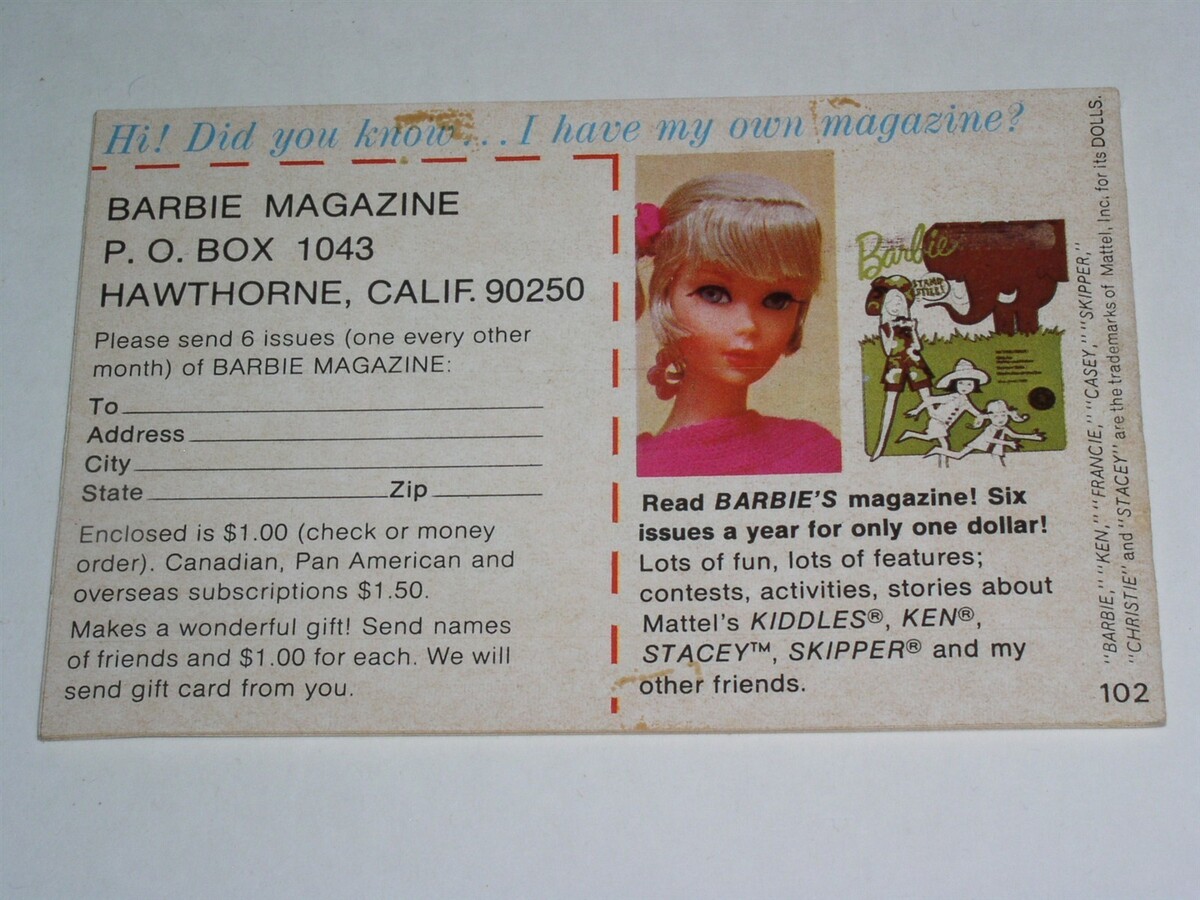 Hi! Did you know...I have my own magazine?
BARBIE MAGAZINE
P. O. BOX 1043
HAWTHORNE, CALIF. 90250
Please send 6 issues (one every other
month) of BARBIE MAGAZINE:
To
Address
City
State Zip
Enclosed is $1.00 (check or money
order). Canadian, Pan American and
overseas subscriptions $1.50.
Makes a wonderful gift! Send names
of friends and $1.00 for each. We will
send gift card from you.
Barbie
Read BARBIE'S magazine! Six
issues a year for only one dollar!
Lots of fun, lots of features;
contests, activities, stories about
Mattel's KIDDLES®, KEN®,
STACEY™, SKIPPER® and my
other friends.
"BARBIE," "KEN," "FRANCIE," "CASEY," "SKIPPER,"
"CHRISTIE" and "STACEY" are the trademarks of Mattel, Inc. for its DOLLS.
102